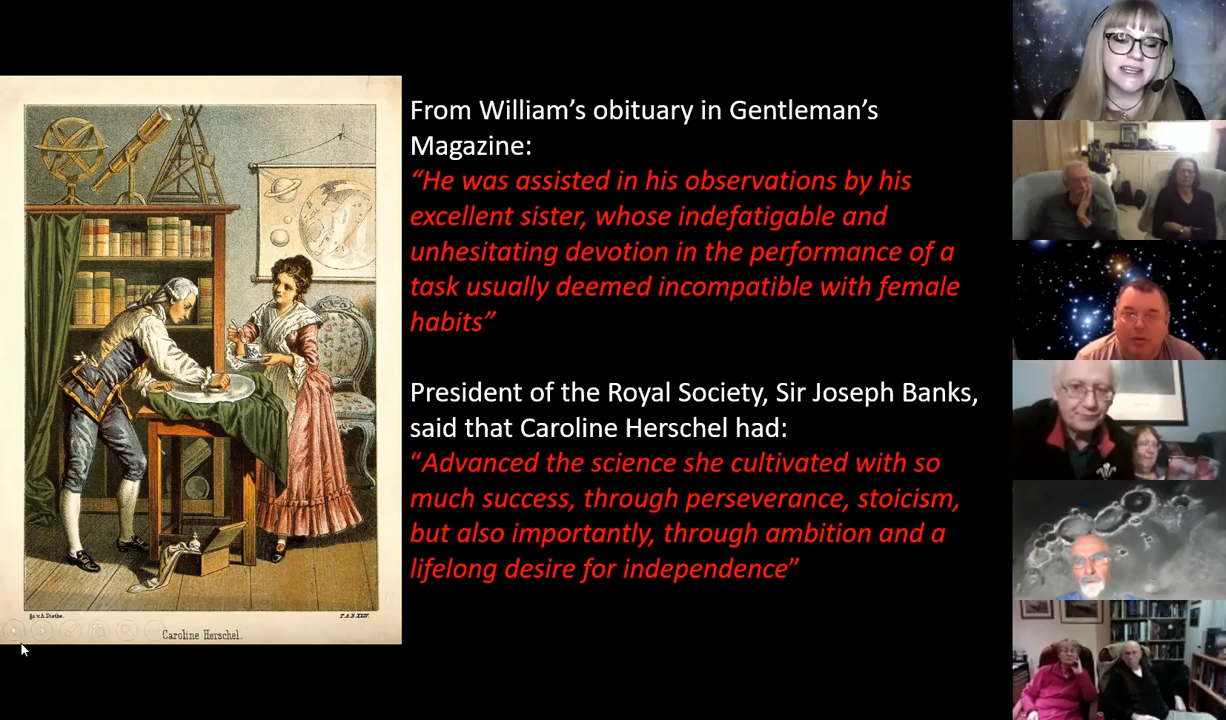 From William’s obituary in Gentleman’s
Magazine:
“He was assisted in his observations by his
excellent sister, whose indefatigable and
unhesitating devotion in the performance of a
task usually deemed incompatible with female
habits”
President of the Royal Society, Sir Joseph Banks,
said that Caroline Herschel had:
“Advanced the science she cultivated with so
much success, through perseverance, stoicism,
but also importantly, through ambition and a
lifelong desire for independence”
Caroline Herschel.